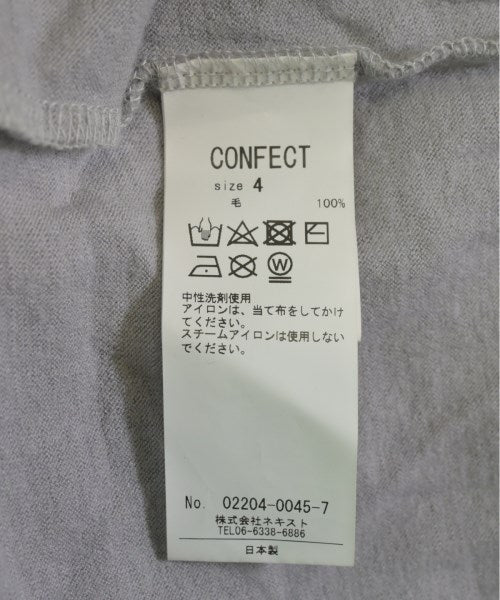 CONFECT
size 4
毛 100%
W
中性洗剤使用
アイロンは、当て布をしてかけ
てください。
スチームアイロンは使用しない
でください。
No. 02204-0045-7
株式会社ネキスト
TEL06-6338-6886
日本製